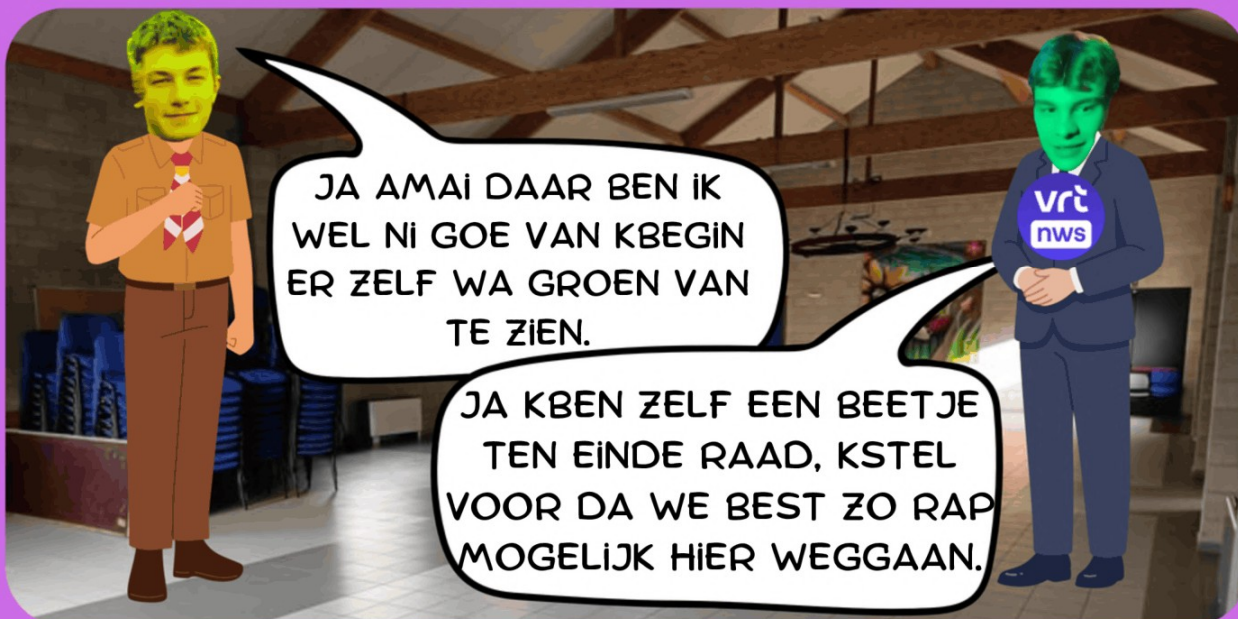 JA AMAI DAAR BEN IK
WEL NI GOE VAN KBEGIN
ER ZELF WA GROEN VAN
TE ZIEN.
vrt
nws
JA KBEN ZELF EEN BEETJE
TEN EINDE RAAD, KSTEL
VOOR DA WE BEST ZO RAP
MOGELIJK HIER WEGGAAN.